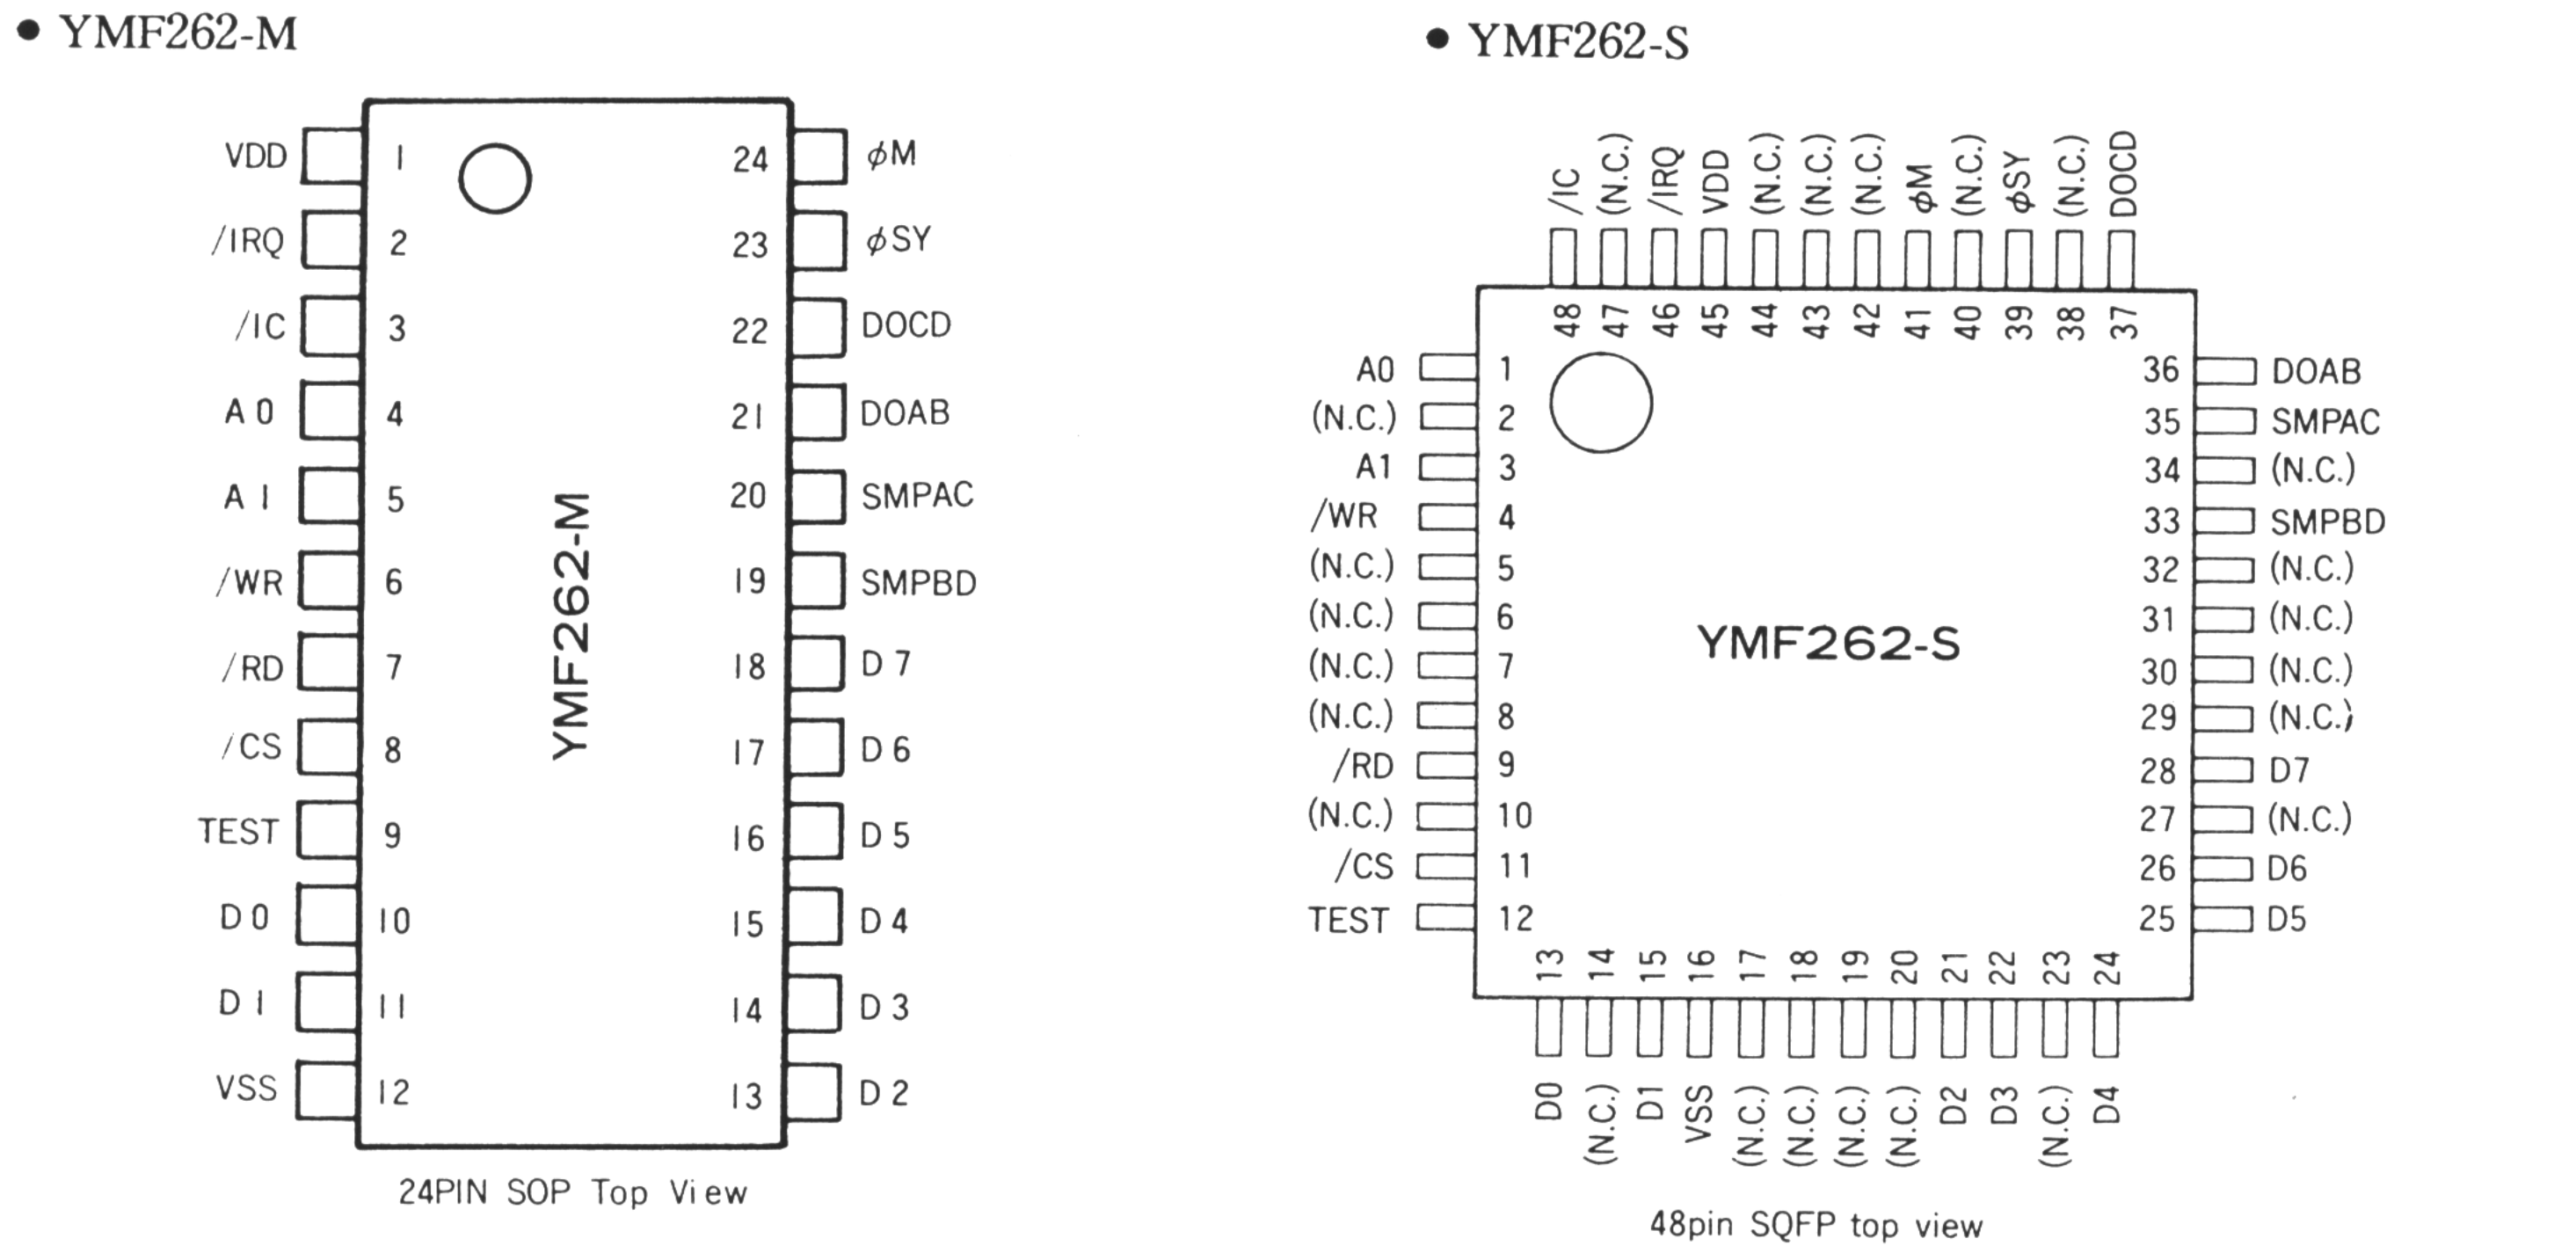 • YMF262-M
VDD 1 24 φM
/IRQ 2 23 φSY
/IC 3 22 DOCD
A0 4 21 DOAB
A1 5 20 SMPAC
/WR 6 19 SMPBD
/RD 7 18 D7
/CS 8 17 D6
TEST 9 16 D5
D0 10 15 D4
D1 11 14 D3
VSS 12 13 D2
YMF262-M
24PIN SOP Top View
• YMF262-S
/IC (N.C.) /IRQ VDD (N.C.) (N.C.) (N.C.) φM (N.C.) φSY (N.C.) DOCD
48 47 46 45 44 43 42 41 40 39 38 37
A0 1 36 DOAB
(N.C.) 2 35 SMPAC
A1 3 34 (N.C.)
/WR 4 33 SMPBD
(N.C.) 5 32 (N.C.)
(N.C.) 6 31 (N.C.)
YMF262-S
(N.C.) 7 30 (N.C.)
(N.C.) 8 29 (N.C.)
/RD 9 28 D7
(N.C.) 10 27 (N.C.)
/CS 11 26 D6
TEST 12 25 D5
13 14 15 16 17 18 19 20 21 22 23 24
D0 (N.C.) D1 VSS (N.C.) (N.C.) (N.C.) (N.C.) D2 D3 (N.C.) D4
48pin SQFP top view